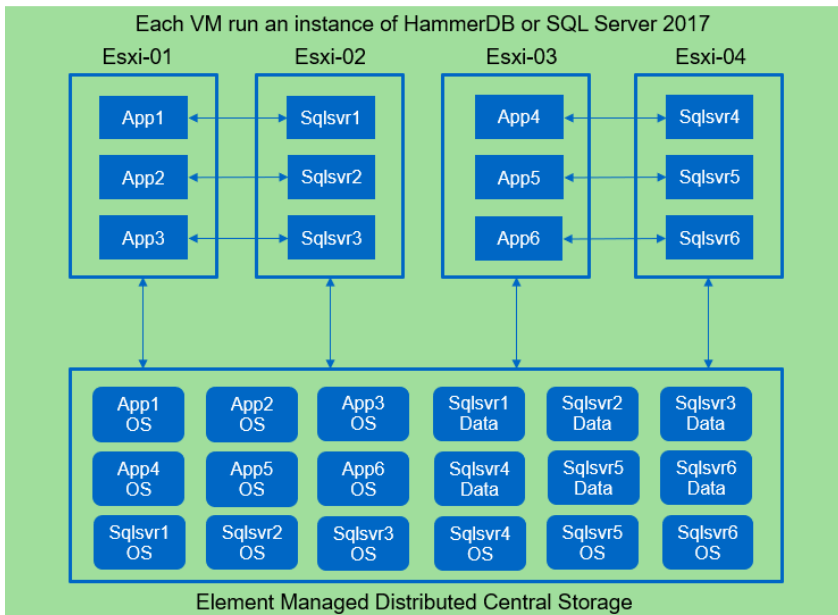 Each VM run an instance of HammerDB or SQL Server 2017
Esxi-01
Esxi-02
Esxi-03
Esxi-04
App1
Sqlsvr1
App4
Sqlsvr4
App2
Sqlsvr2
App5
Sqlsvr5
App3
Sqlsvr3
App6
Sqlsvr6
App1
OS
App2
OS
App3
OS
Sqlsvr1
Data
Sqlsvr2
Data
Sqlsvr3
Data
App4
OS
App5
OS
App6
OS
Sqlsvr4
Data
Sqlsvr5
Data
Sqlsvr6
Data
Sqlsvr1
OS
Sqlsvr2
OS
Sqlsvr3
OS
Sqlsvr4
OS
Sqlsvr5
OS
Sqlsvr6
OS
Element Managed Distributed Central Storage